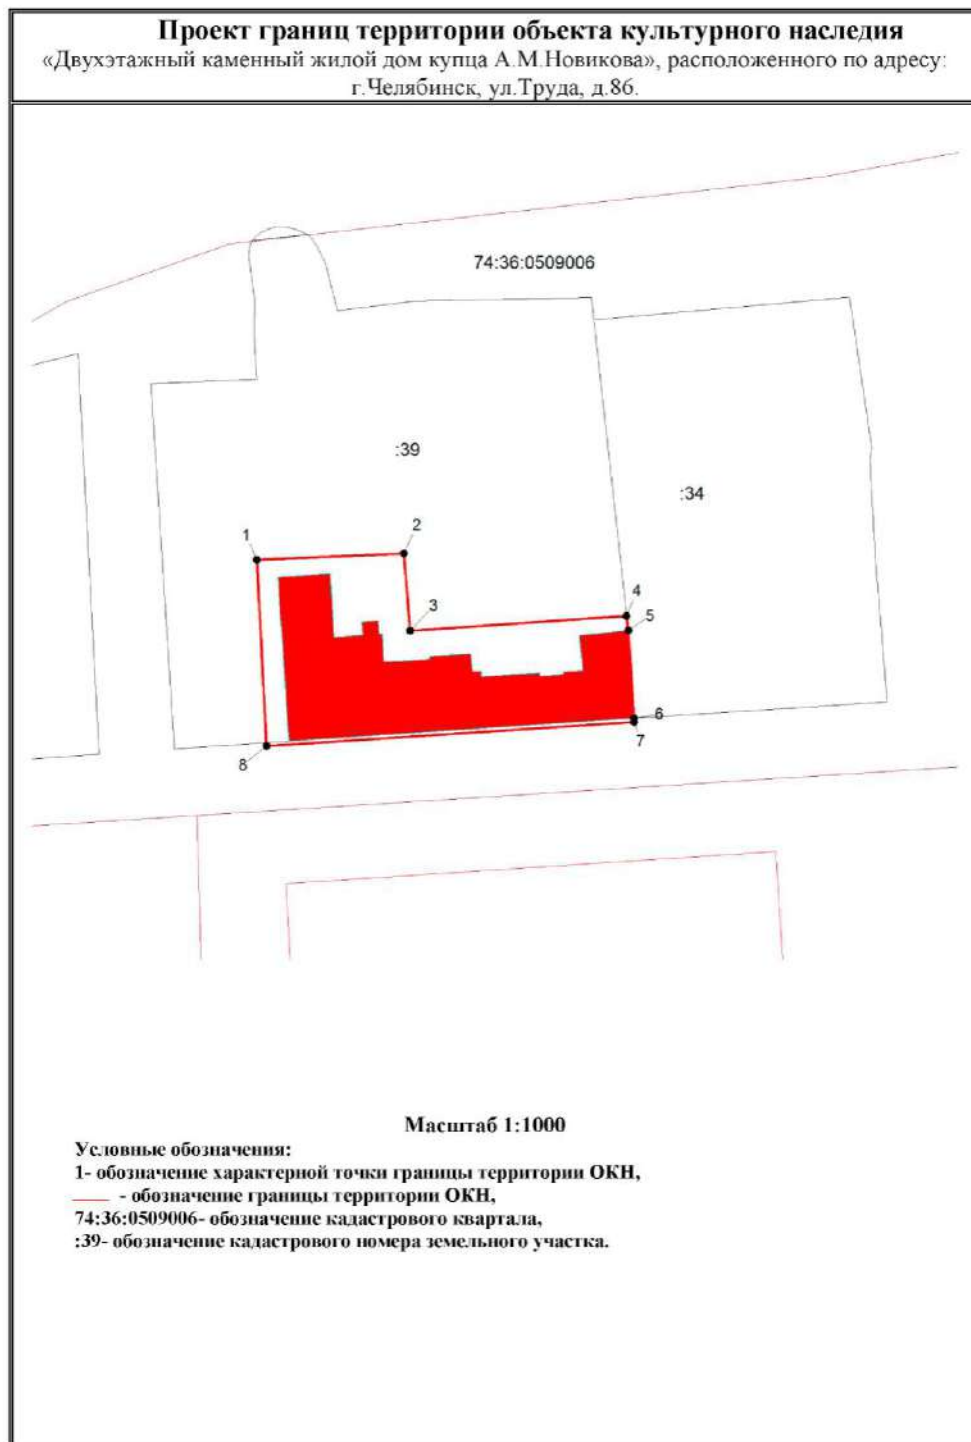 Проект границ территории объекта культурного наследия
«Двухэтажный каменный жилой дом купца А.М.Новикова», расположенного по адресу:
г.Челябинск, ул.Труда, д.86.
74:36:0509006
:39
:34
1
2
3
4
5
6
7
8
Масштаб 1:1000
Условные обозначения:
1- обозначение характерной точки границы территории ОКН,
- обозначение границы территории ОКН,
74:36:0509006- обозначение кадастрового квартала,
:39- обозначение кадастрового номера земельного участка.